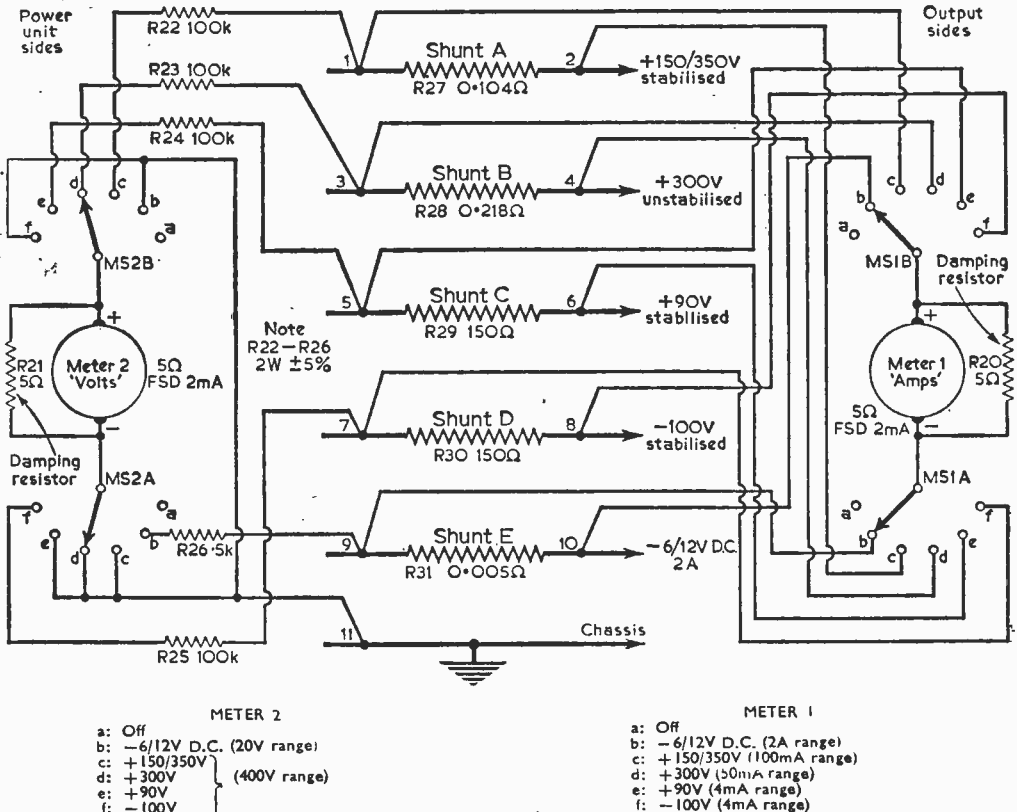 Power
unit
sides
R22 100k
R23 100k
R24 100k
Output
sides
1
Shunt A
2
R27 0·104Ω
+150/350V
stabilised
3
Shunt B
4
R28 0·218Ω
+300V
unstabilised
5
Shunt C
6
R29 150Ω
+90V
stabilised
7
Shunt D
8
R30 150Ω
−100V
stabilised
9
Shunt E
10
R31 0·005Ω
−6/12V D.C.
2A
11
Chassis
f
e
d
c
b
a
MS2B
+
R21
5Ω
Meter 2
'Volts'
5Ω
FSD 2mA
−
Damping
resistor
MS2A
f
e
d
c
b
a
R26·5k
R25 100k
Note
R22–R26
2W ±5%
a
b
c
d
e
f
MS1B
Damping
resistor
+
Meter 1
'Amps'
R20
5Ω
5Ω
FSD 2mA
−
MS1A
a
b
c
d
e
f
METER 2
a: Off
b: −6/12V D.C. (20V range)
c: +150/350V
d: +300V (400V range)
e: +90V
f: −100V
METER 1
a: Off
b: −6/12V D.C. (2A range)
c: +150/350V (100mA range)
d: +300V (50mA range)
e: +90V (4mA range)
f: −100V (4mA range)